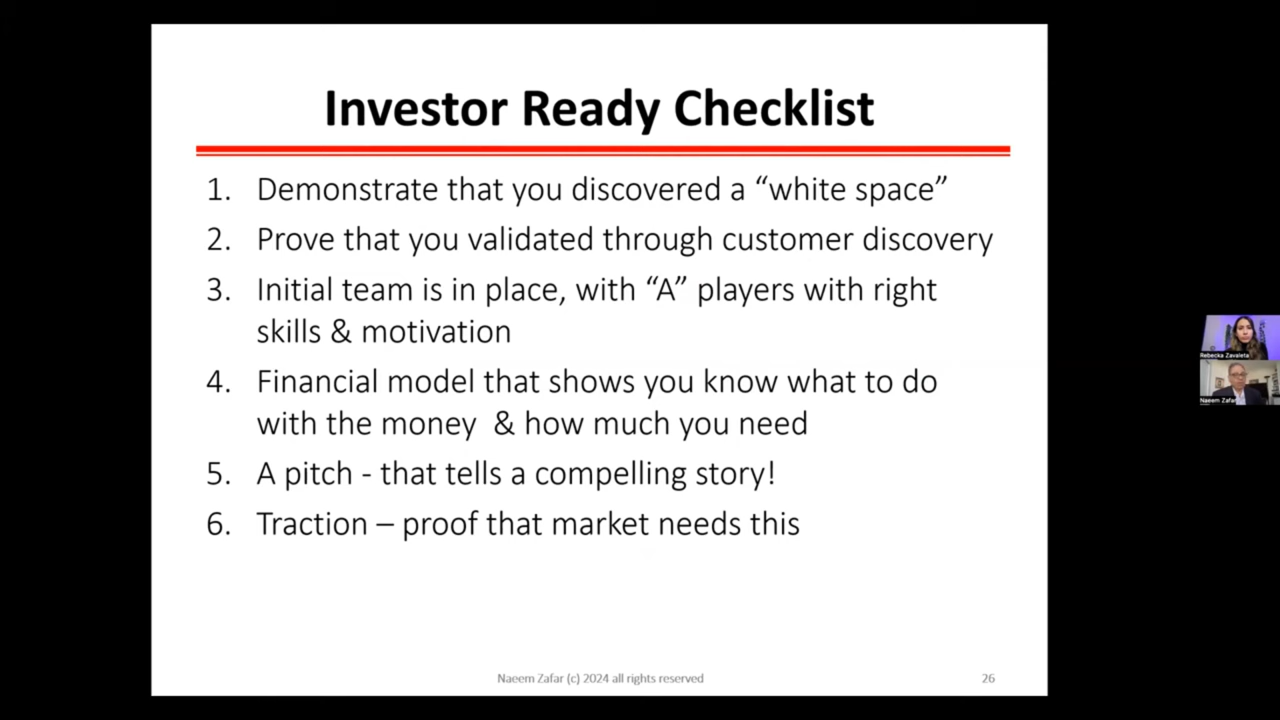 Investor Ready Checklist
1. Demonstrate that you discovered a “white space”
2. Prove that you validated through customer discovery
3. Initial team is in place, with “A” players with right
skills & motivation
4. Financial model that shows you know what to do
with the money & how much you need
5. A pitch - that tells a compelling story!
6. Traction – proof that market needs this
Rebecka Zavaleta
Naeem Zafar
Naeem Zafar (c) 2024 all rights reserved
26